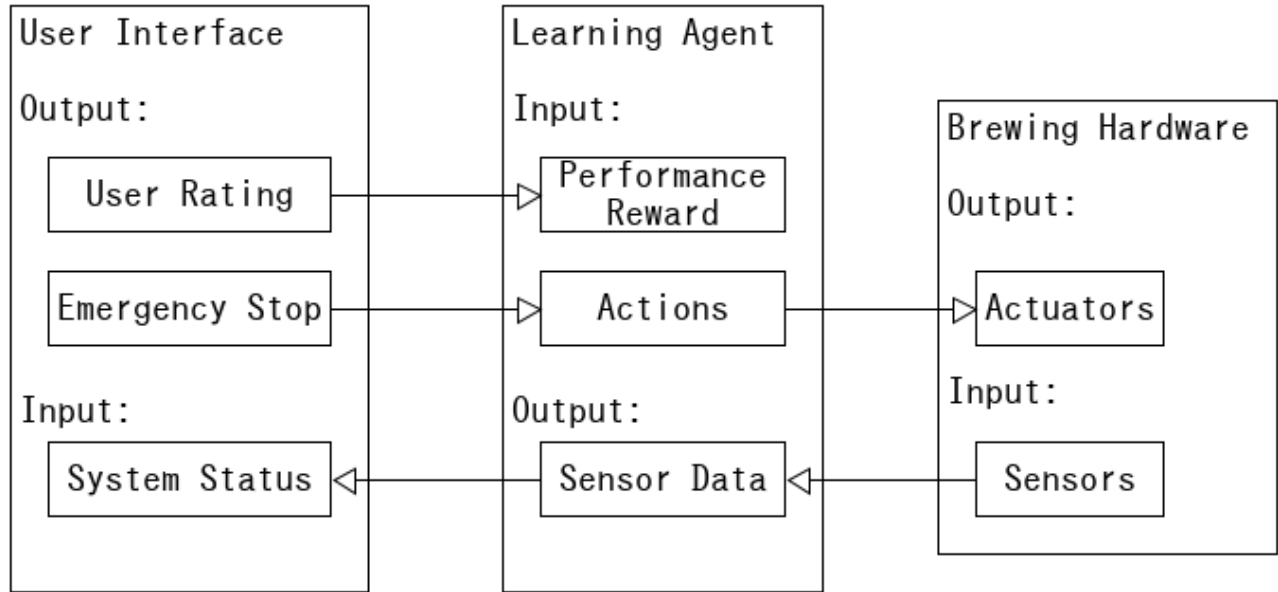 User Interface
Output:
User Rating
Emergency Stop
Input:
System Status
Learning Agent
Input:
Performance
Reward
Actions
Output:
Sensor Data
Brewing Hardware
Output:
Actuators
Input:
Sensors